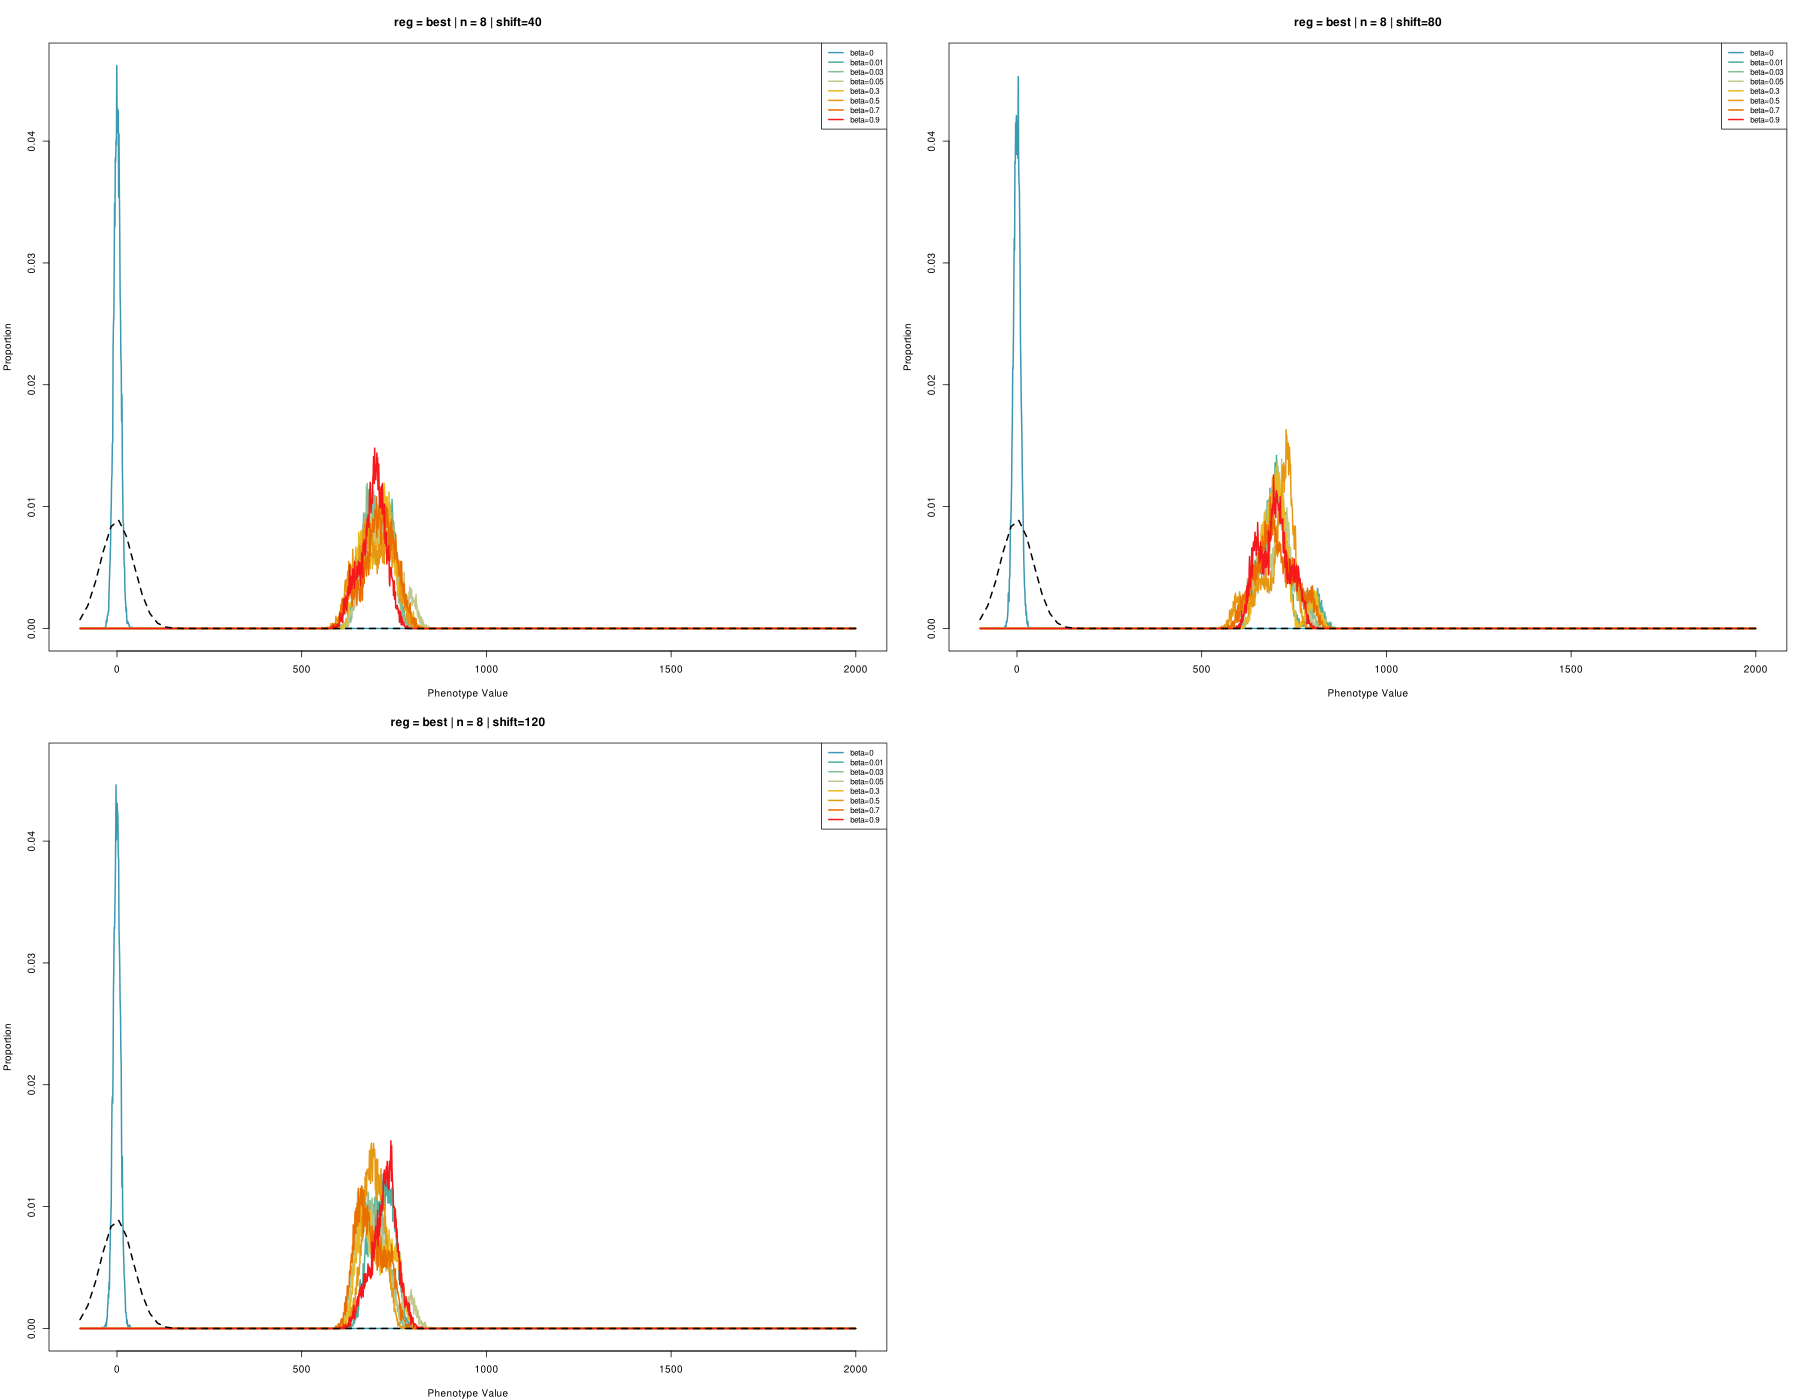 reg = best | n = 8 | shift=40
beta=0
beta=0.01
beta=0.03
beta=0.05
beta=0.3
beta=0.5
beta=0.7
beta=0.9
Proportion
0.04
0.03
0.02
0.01
0.00
0 500 1000 1500 2000
Phenotype Value
reg = best | n = 8 | shift=80
beta=0
beta=0.01
beta=0.03
beta=0.05
beta=0.3
beta=0.5
beta=0.7
beta=0.9
Proportion
0.04
0.03
0.02
0.01
0.00
0 500 1000 1500 2000
Phenotype Value
reg = best | n = 8 | shift=120
beta=0
beta=0.01
beta=0.03
beta=0.05
beta=0.3
beta=0.5
beta=0.7
beta=0.9
Proportion
0.04
0.03
0.02
0.01
0.00
0 500 1000 1500 2000
Phenotype Value